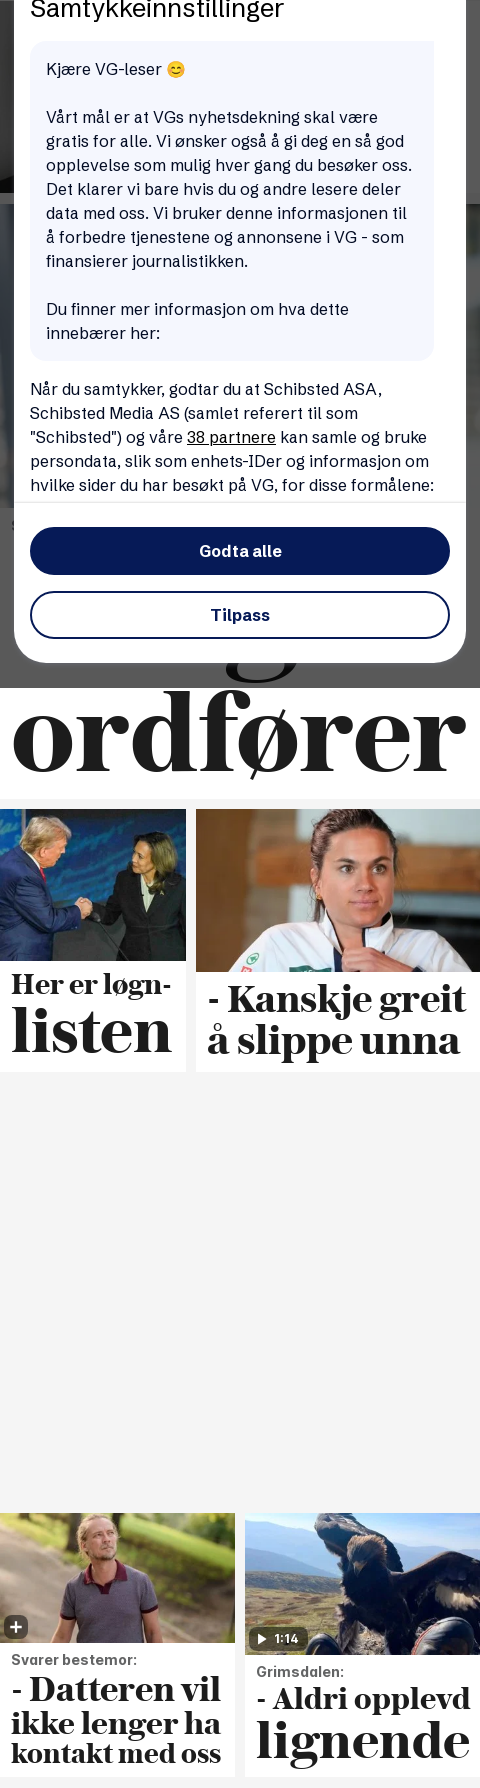 Samtykkeinnstillinger
Kjære VG-leser 😊
Vårt mål er at VGs nyhetsdekning skal være
gratis for alle. Vi ønsker også å gi deg en så god
opplevelse som mulig hver gang du besøker oss.
Det klarer vi bare hvis du og andre lesere deler
data med oss. Vi bruker denne informasjonen til
å forbedre tjenestene og annonsene i VG - som
finansierer journalistikken.
Du finner mer informasjon om hva dette
innebærer her:
Når du samtykker, godtar du at Schibsted ASA,
Schibsted Media AS (samlet referert til som
"Schibsted") og våre 38 partnere kan samle og bruke
persondata, slik som enhets-IDer og informasjon om
hvilke sider du har besøkt på VG, for disse formålene:
Godta alle
Tilpass
ordfører
Her er løgn-
listen
- Kanskje greit
å slippe unna
Svarer bestemor:
- Datteren vil
ikke lenger ha
kontakt med oss
1:14
Grimsdalen:
- Aldri opplevd
lignende